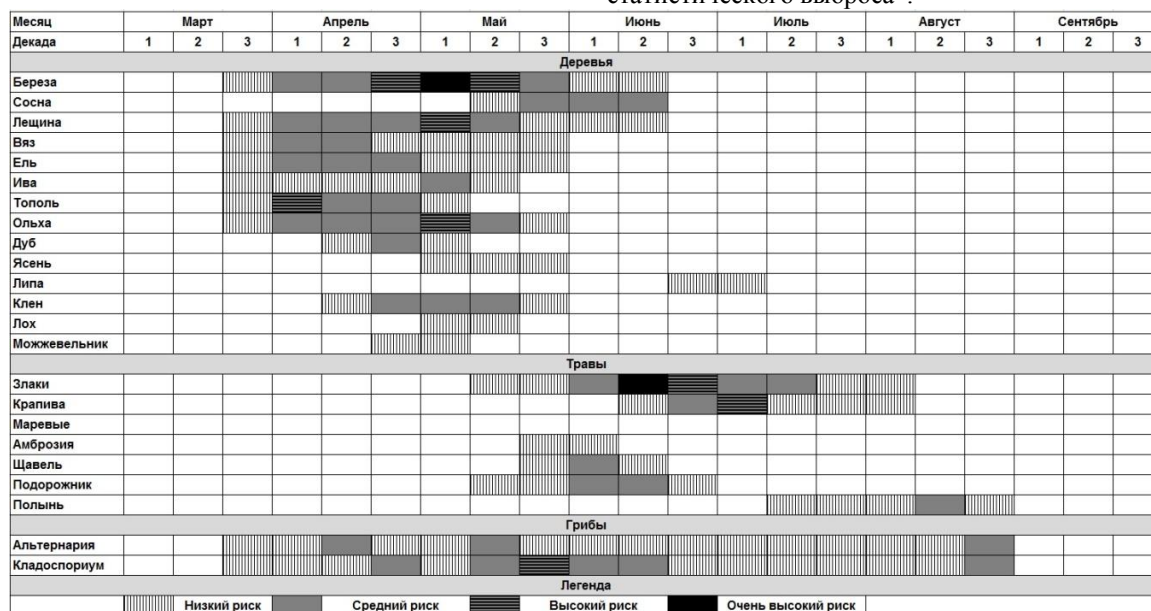 статистического выброса".
Месяц Март Апрель Май Июнь Июль Август Сентябрь
Декада 1 2 3 1 2 3 1 2 3 1 2 3 1 2 3 1 2 3 1 2 3
Деревья
Береза
Сосна
Лещина
Вяз
Ель
Ива
Тополь
Ольха
Дуб
Ясень
Липа
Клен
Лох
Можжевельник
Травы
Злаки
Крапива
Маревые
Амброзия
Щавель
Подорожник
Полынь
Грибы
Альтернария
Кладоспориум
Легенда
Низкий риск Средний риск Высокий риск Очень высокий риск